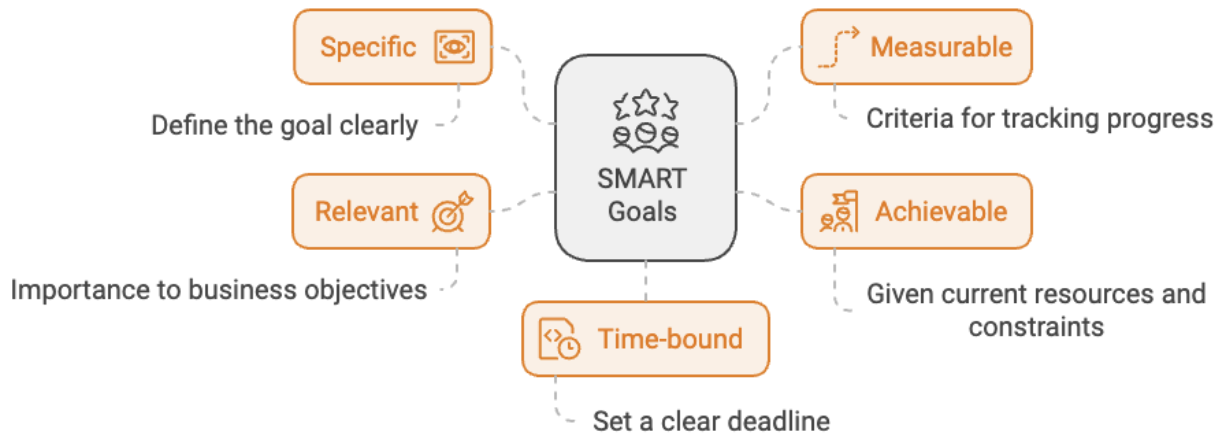 Specific
Measurable
Define the goal clearly
Criteria for tracking progress
SMART
Goals
Relevant
Achievable
Importance to business objectives
Given current resources and
constraints
Time-bound
Set a clear deadline